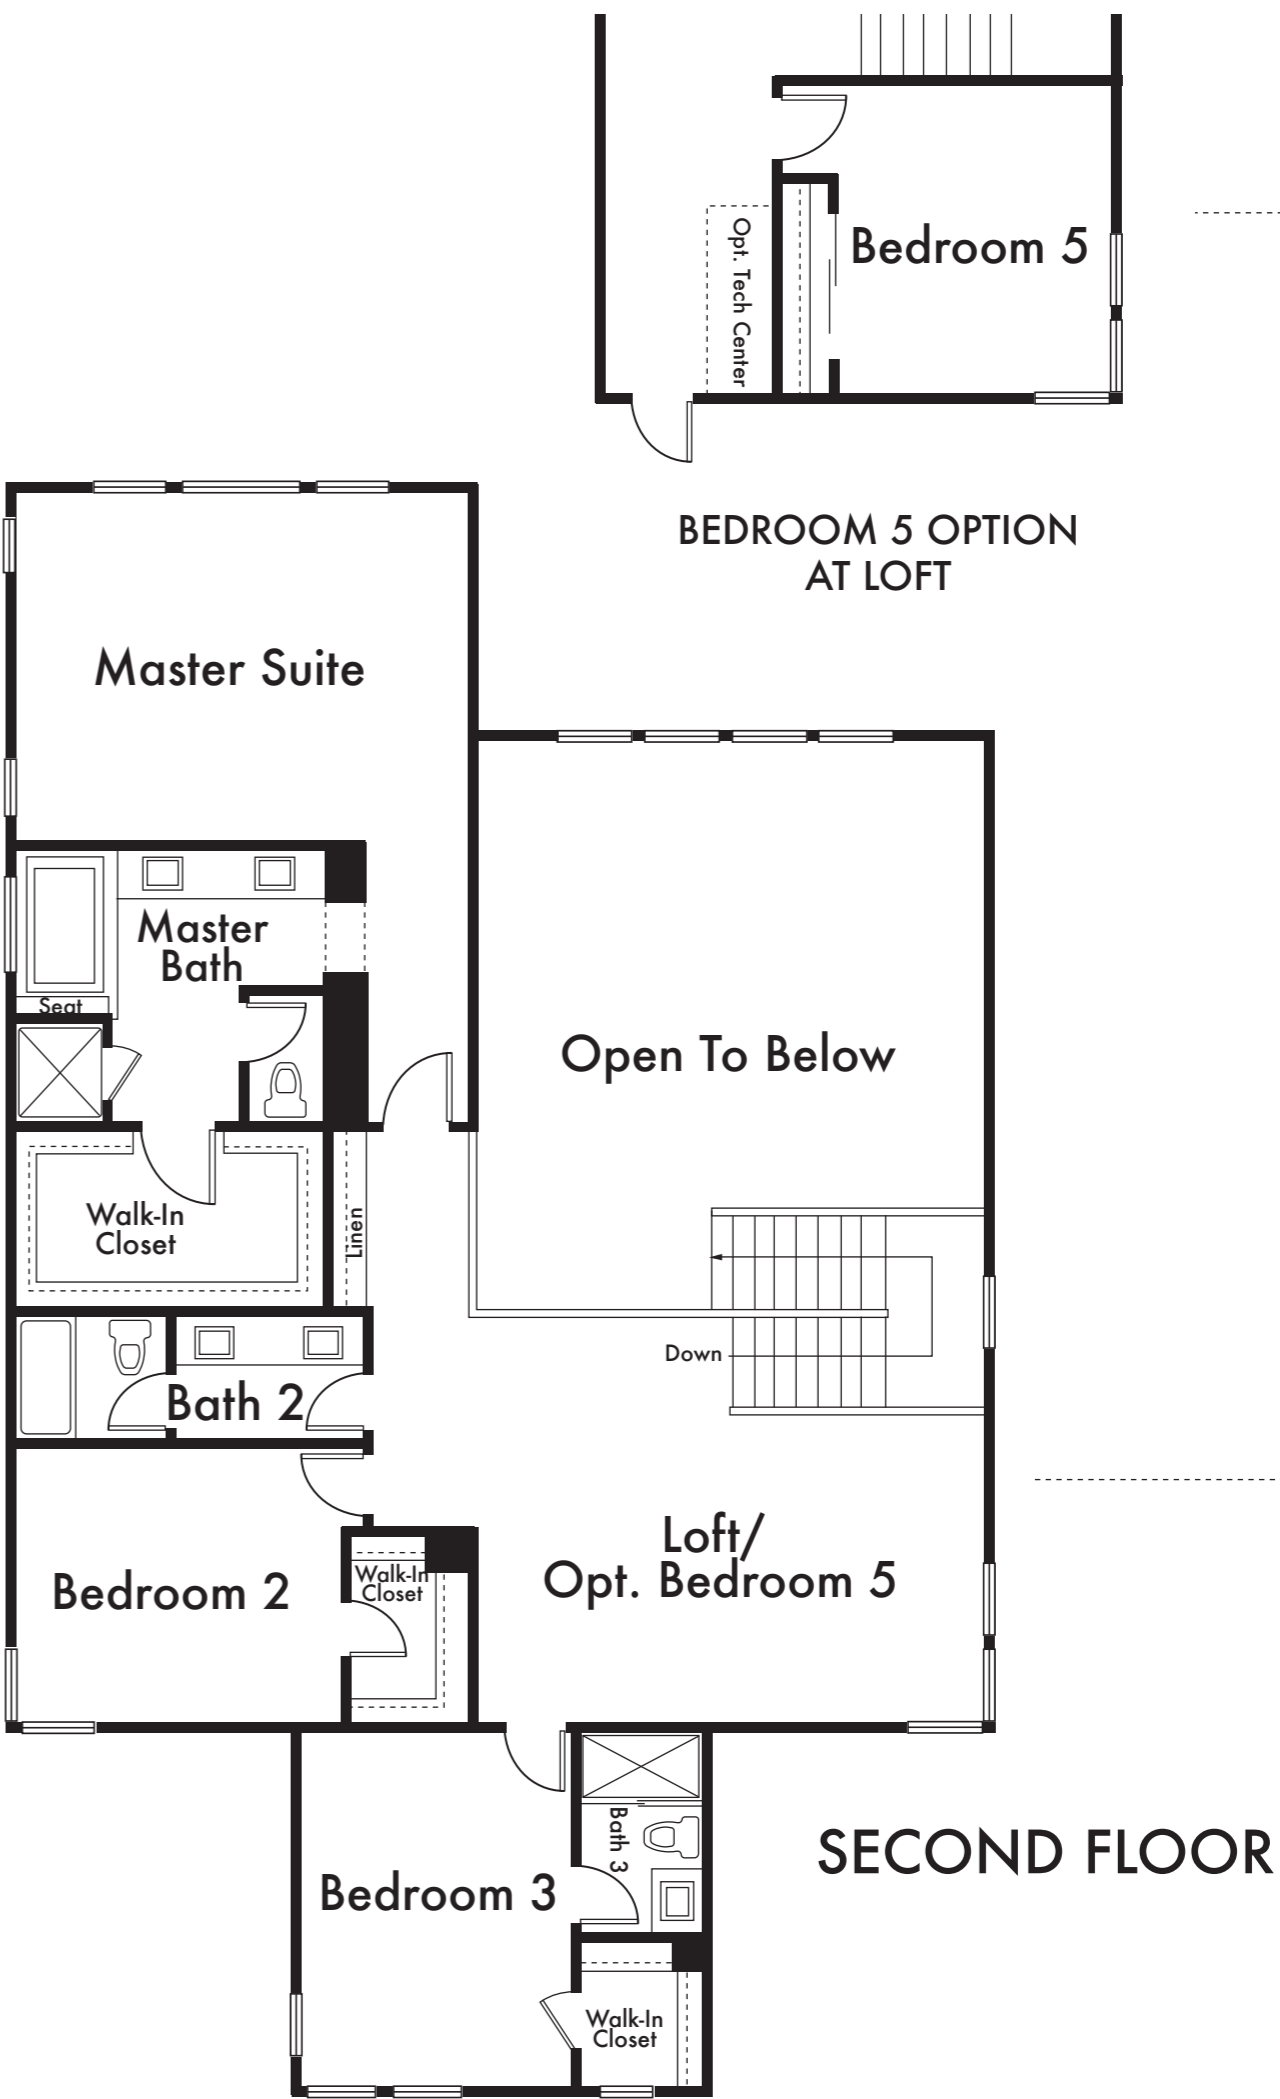 Bedroom 5
Opt. Tech Center
BEDROOM 5 OPTION
AT LOFT
Master Suite
Master
Bath
Seat
Open To Below
Walk-In
Closet
Linen
Down
Bath 2
Loft/
Opt. Bedroom 5
Bedroom 2
Walk-In
Closet
Bath 3
SECOND FLOOR
Bedroom 3
Walk-In
Closet